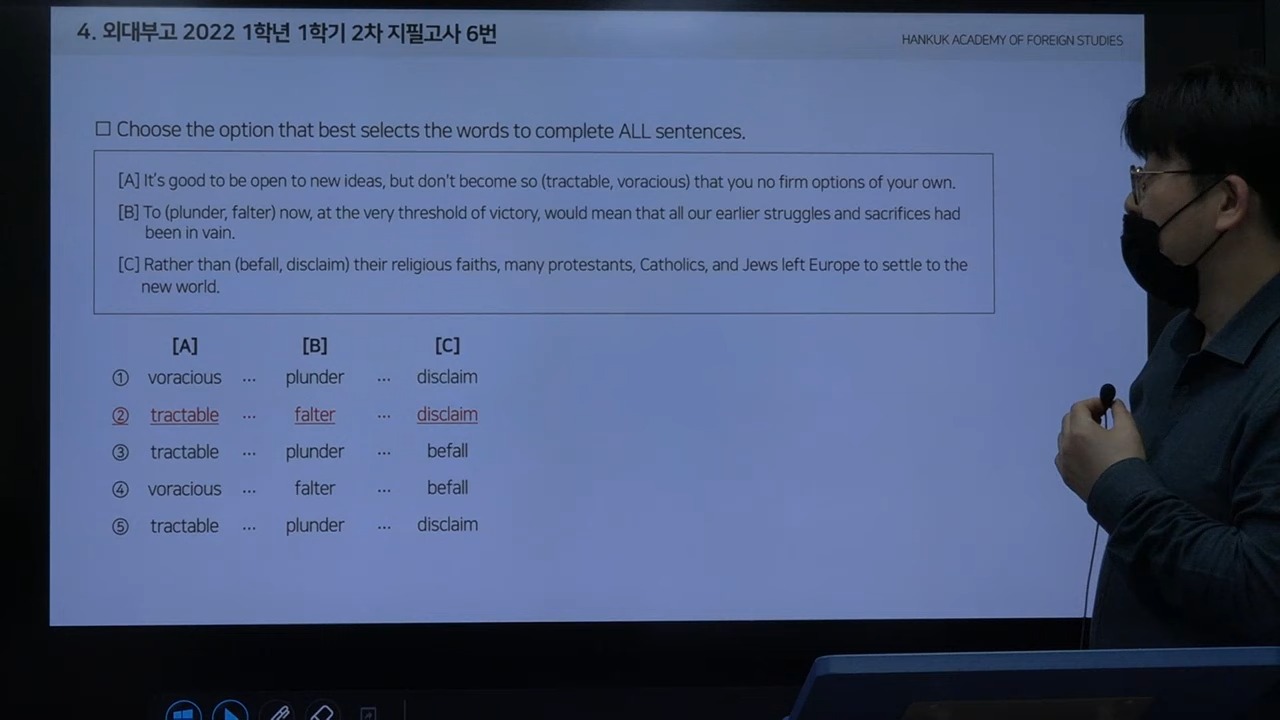 4. 외대부고 2022 1학년 1학기 2차 지필고사 6번
HANKUK ACADEMY OF FOREIGN STUDIES
□ Choose the option that best selects the words to complete ALL sentences.
[A] It's good to be open to new ideas, but don't become so (tractable, voracious) that you no firm options of your own.
[B] To (plunder, falter) now, at the very threshold of victory, would mean that all our earlier struggles and sacrifices had
been in vain.
[C] Rather than (befall, disclaim) their religious faiths, many protestants, Catholics, and Jews left Europe to settle to the
new world.
[A] [B] [C]
① voracious ... plunder ... disclaim
② tractable ... falter ... disclaim
③ tractable ... plunder ... befall
④ voracious ... falter ... befall
⑤ tractable ... plunder ... disclaim